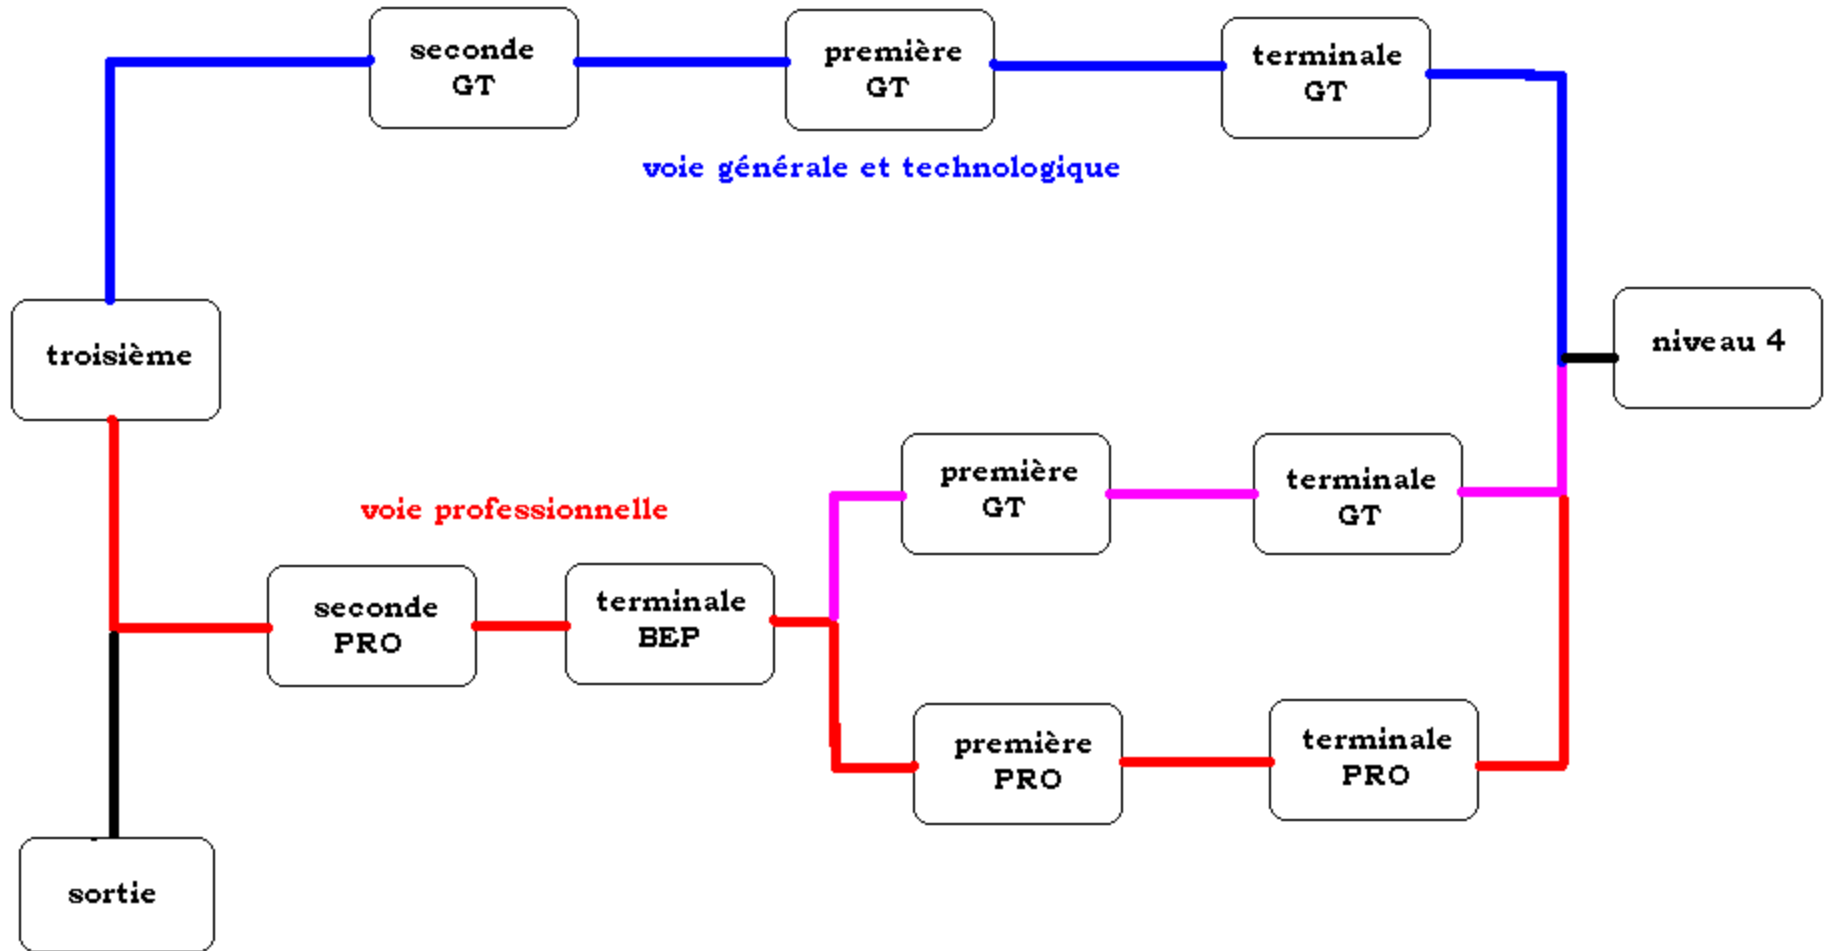 seconde
GT
première
GT
terminale
GT
voie générale et technologique
troisième
niveau 4
voie professionnelle
première
GT
terminale
GT
seconde
PRO
terminale
BEP
première
PRO
terminale
PRO
sortie